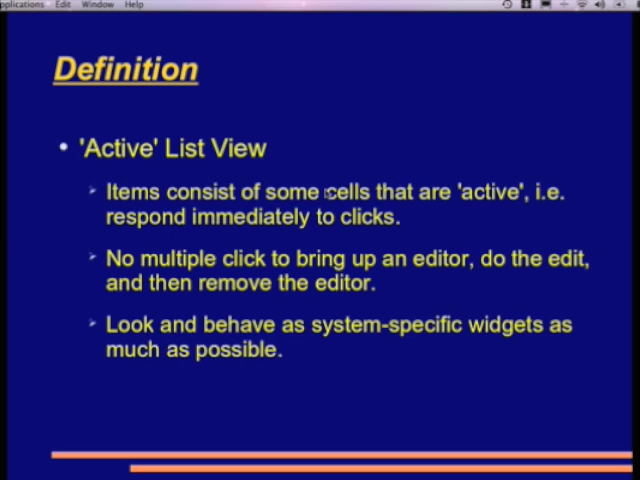 pplications Edit Window Help
Definition
'Active' List View
Items consist of some cells that are 'active', i.e.
respond immediately to clicks.
No multiple click to bring up an editor, do the edit,
and then remove the editor.
Look and behave as system-specific widgets as
much as possible.